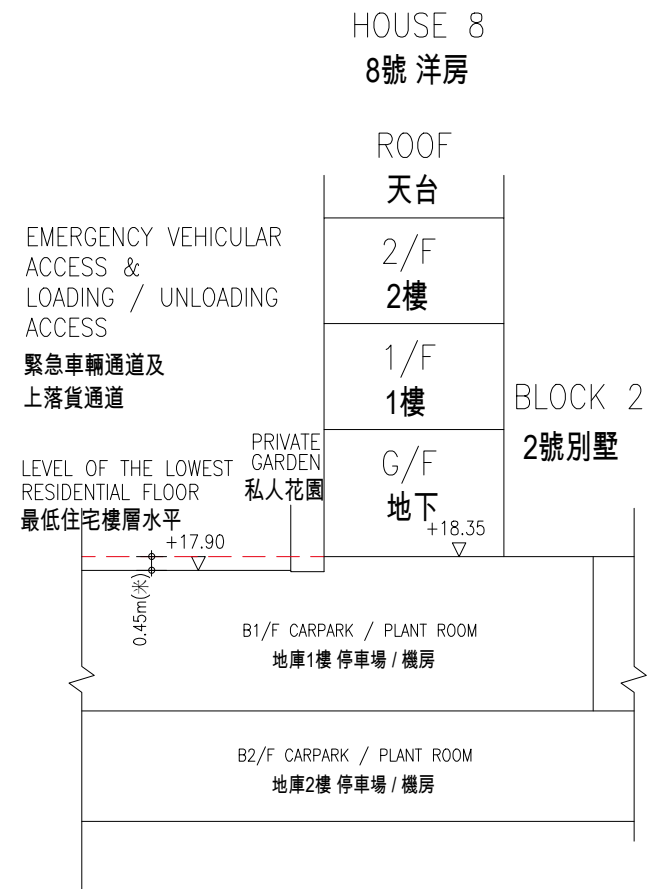 HOUSE 8
8號 洋房
ROOF
天台
EMERGENCY VEHICULAR
ACCESS &
LOADING / UNLOADING
ACCESS
緊急車輛通道及
上落貨通道
2/F
2樓
1/F
1樓
BLOCK 2
2號別墅
PRIVATE
GARDEN
私人花園
G/F
地下
LEVEL OF THE LOWEST
RESIDENTIAL FLOOR
最低住宅樓層水平
+17.90
+18.35
0.45m(米)
B1/F CARPARK / PLANT ROOM
地庫1樓 停車場 / 機房
B2/F CARPARK / PLANT ROOM
地庫2樓 停車場 / 機房